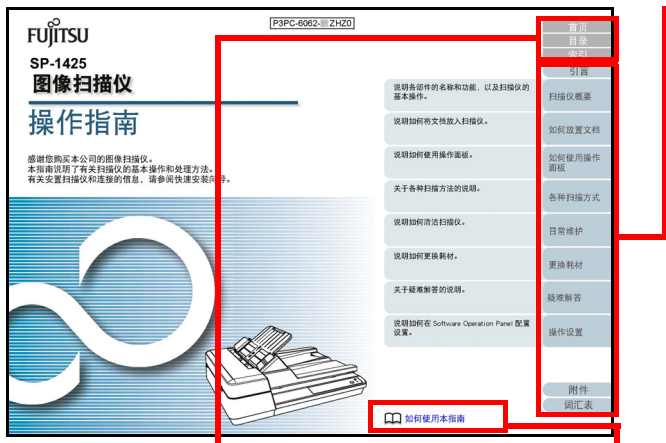 P3PC-6062- ZHZ0
FUJITSU
SP-1425
图像扫描仪
操作指南
感谢您购买本公司的图像扫描仪。
本指南说明了有关扫描仪的基本操作和处理方法。
有关安置扫描仪和连接的信息，请参阅快速安装向导。
首页
目录
索引
引言
说明各部件的名称和功能，以及扫描仪的
基本操作。
扫描仪概要
说明如何将文档放入扫描仪。
如何放置文档
说明如何使用操作面板。
如何使用操作
面板
关于各种扫描方法的说明。
各种扫描方式
说明如何清洁扫描仪。
日常维护
说明如何更换耗材。
更换耗材
关于疑难解答的说明。
疑难解答
说明如何在 Software Operation Panel 配置
设置。
操作设置
附件
词汇表
如何使用本指南